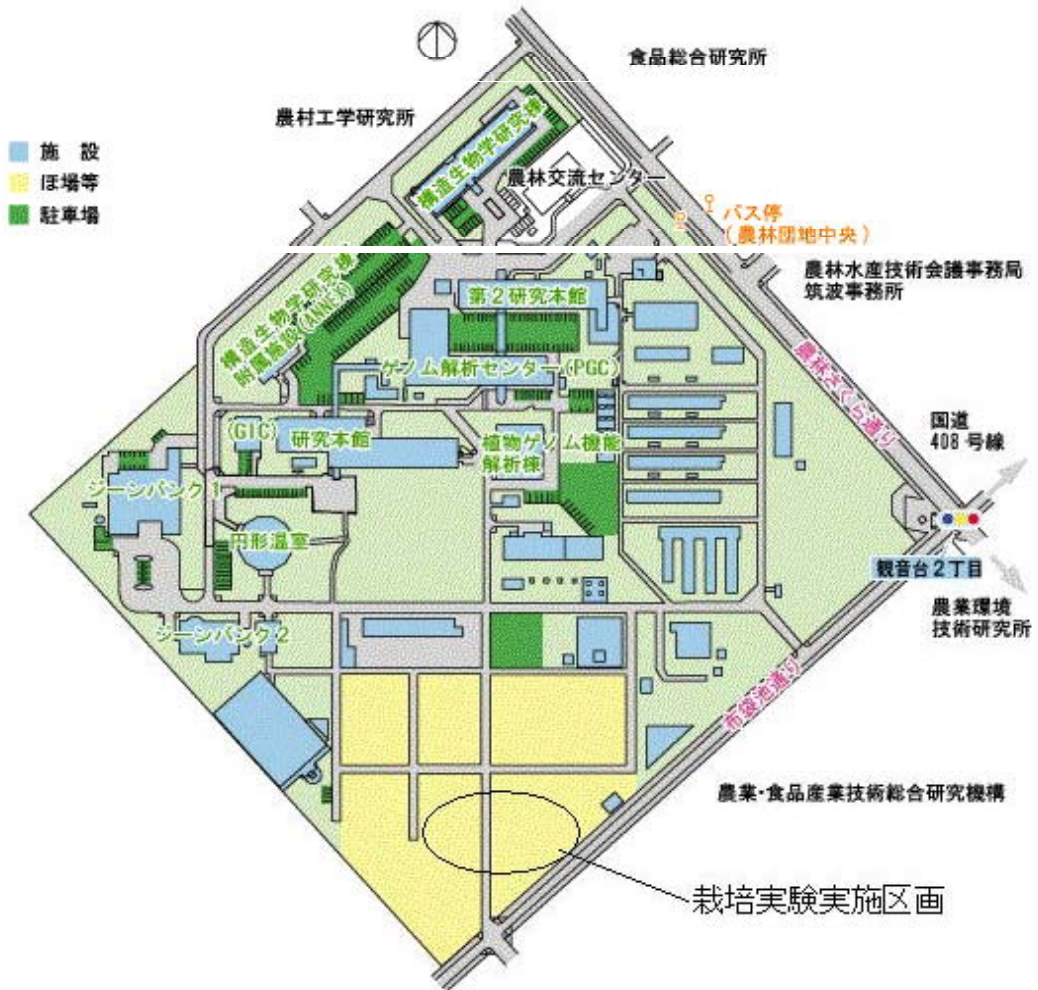 食品総合研究所
農村工学研究所
施 設
ほ場等
駐車場
構造生物学研究棟
農林交流センター
バス停
(農林団地中央)
農林水産技術会議事務局
筑波事務所
構造生物学研究棟
附属施設(ANNEX)
第2研究本館
ゲノム解析センター(PGC)
農林さくら通り
国道
408号線
(GIC)
研究本館
植物ゲノム機能
解析棟
ジーンバンク1
円形温室
観音台2丁目
農業環境
技術研究所
ジーンバンク2
布袋池通り
農業・食品産業技術総合研究機構
栽培実験実施区画